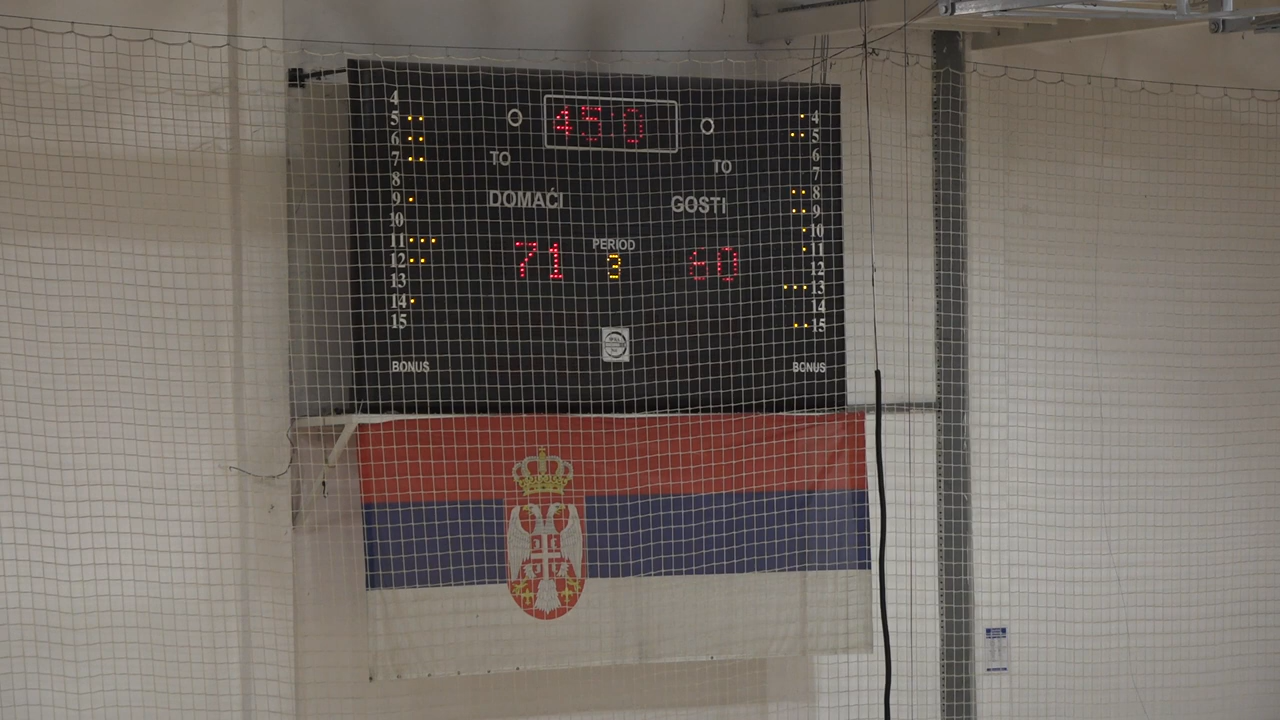 4 45:0 4
5 5
6 TO TO 6
7 7
8 DOMAĆI GOSTI 8
9 9
10 PERIOD 10
11 71 3 60 11
12 12
13 13
14 14
15 15
BONUS BONUS